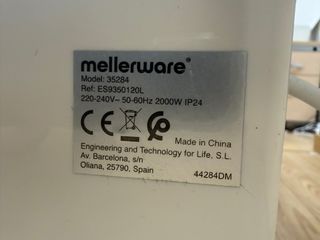 mellerware®
Model: 35284
Ref: ES9350120L
220-240V~ 50-60Hz 2000W IP24
CE
Made in China
Engineering and Technology for Life, S.L.
Av. Barcelona, s/n
Oliana, 25790, Spain
44284DM